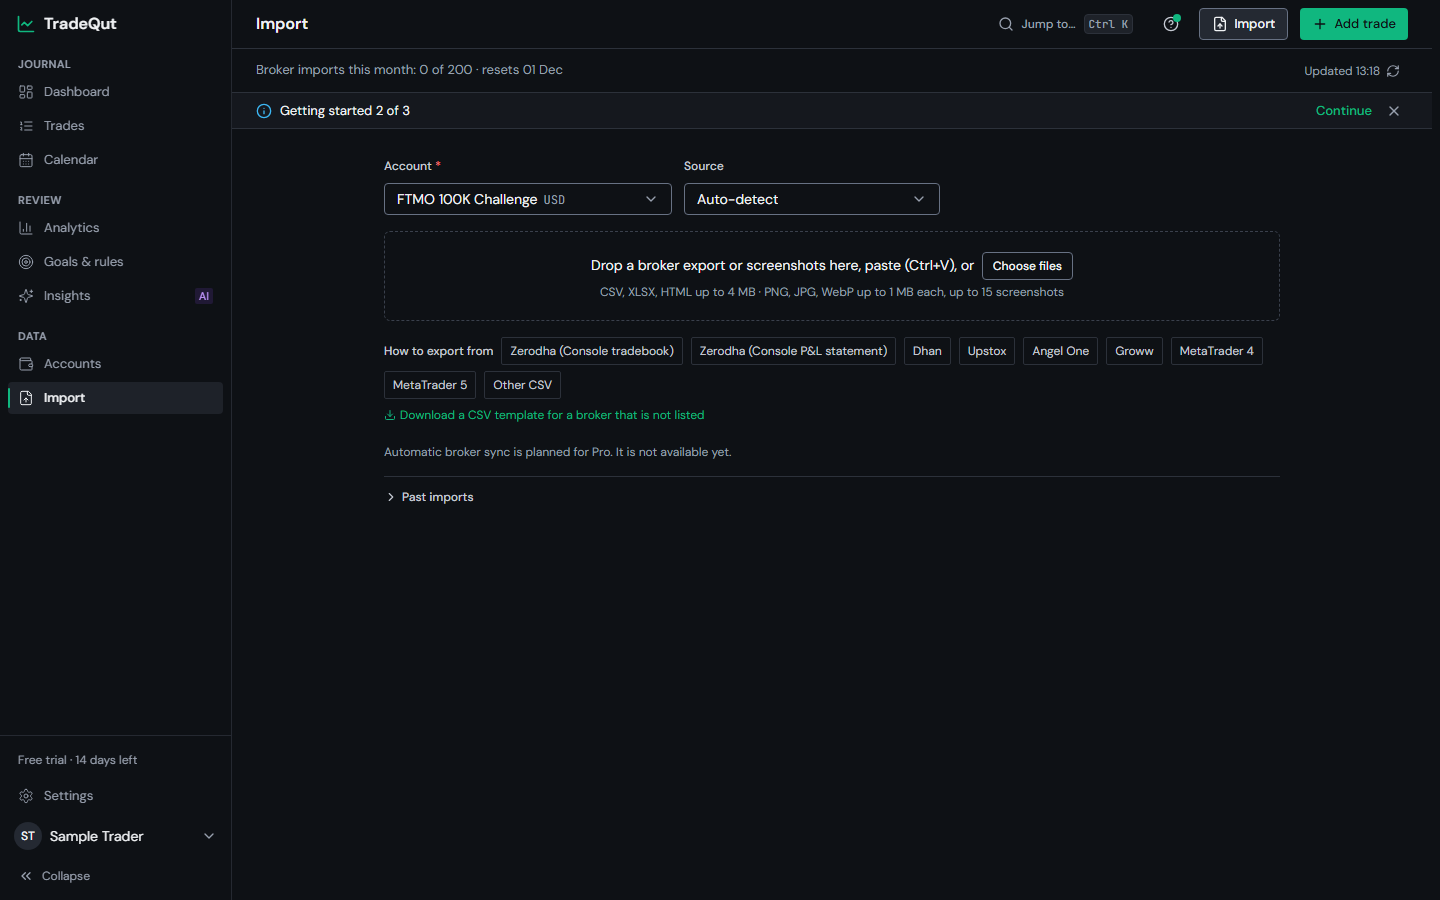 TradeQut
JOURNAL
Dashboard
Trades
Calendar
REVIEW
Analytics
Goals & rules
Insights AI
DATA
Accounts
Import
Free trial · 14 days left
Settings
ST Sample Trader
Collapse
Import
Jump to... Ctrl K
Import
Add trade
Broker imports this month: 0 of 200 · resets 01 Dec
Updated 13:18
Getting started 2 of 3
Continue
Account *
Source
FTMO 100K Challenge USD
Auto-detect
Drop a broker export or screenshots here, paste (Ctrl+V), or Choose files
CSV, XLSX, HTML up to 4 MB · PNG, JPG, WebP up to 1 MB each, up to 15 screenshots
How to export from Zerodha (Console tradebook) Zerodha (Console P&L statement) Dhan Upstox Angel One Groww MetaTrader 4
MetaTrader 5 Other CSV
Download a CSV template for a broker that is not listed
Automatic broker sync is planned for Pro. It is not available yet.
Past imports